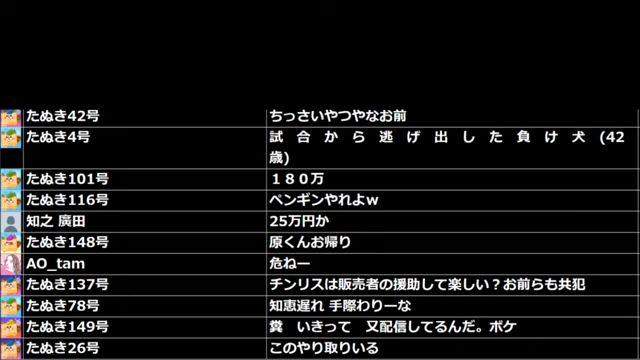 たぬき42号 ちっさいやつやなお前
たぬき4号 試合から逃げ出した負け犬 (42
歳)
たぬき101号 １８０万
たぬき116号 ペンギンやれよw
知之 廣田 25万円か
たぬき148号 原くんお帰り
AO_tam 危ねー
たぬき137号 チンリスは販売者の援助して楽しい？お前らも共犯
たぬき78号 知恵遅れ 手際わりーな
たぬき149号 糞　いきって　又配信してるんだ。ボケ
たぬき26号 このやり取りいる